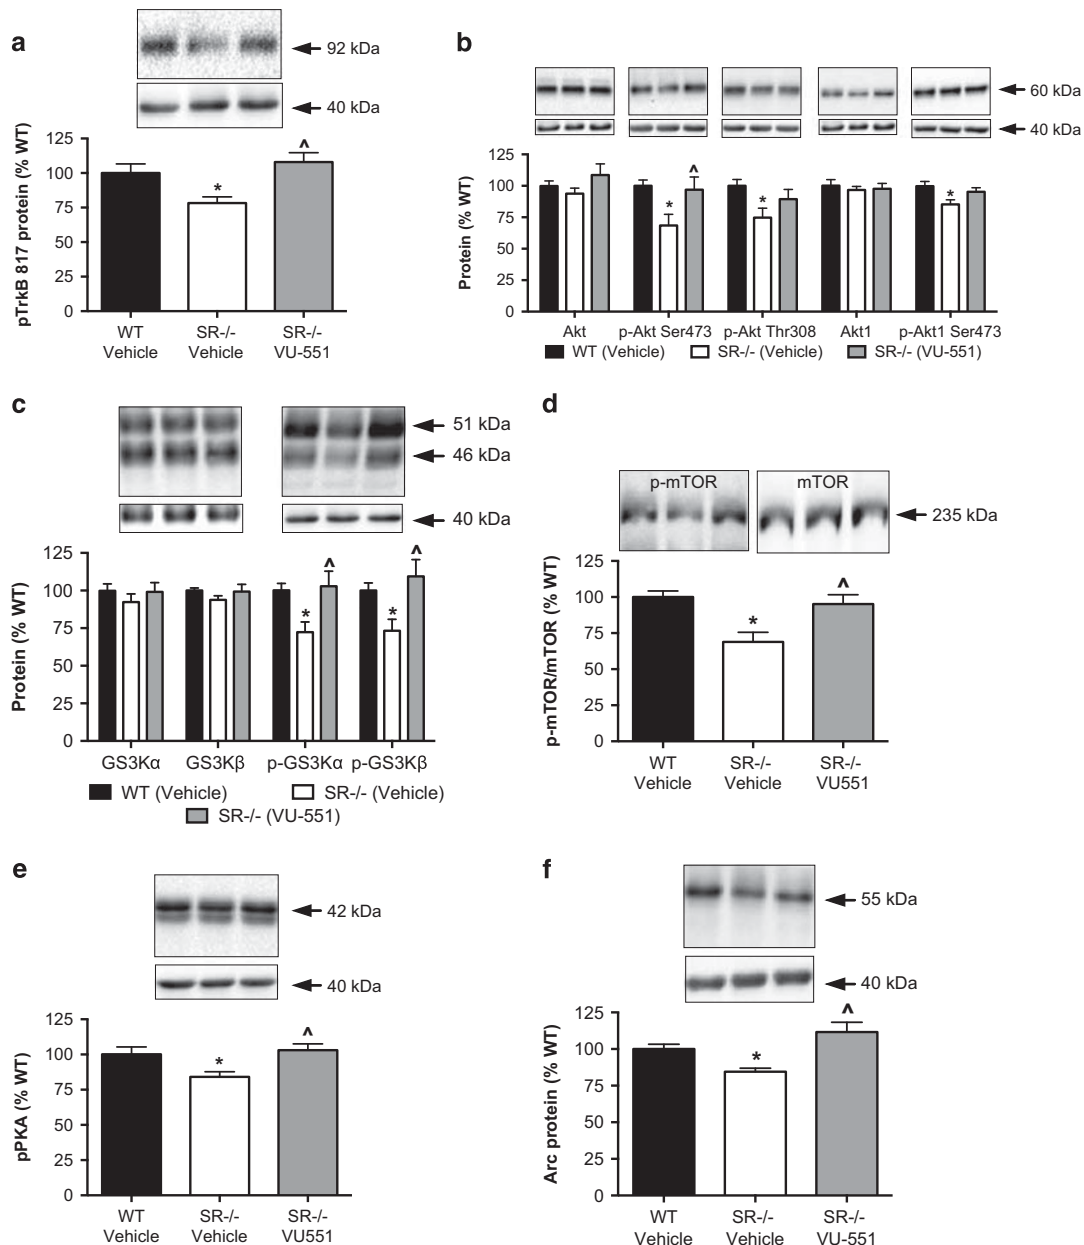 a
92 kDa
40 kDa
pTrkB 817 protein (% WT)
125
100
75
50
25
0
*
^
WT Vehicle
SR-/- Vehicle
SR-/- VU-551
b
60 kDa
40 kDa
Protein (% WT)
125
100
75
50
25
0
*
^
*
*
Akt p-Akt Ser473 p-Akt Thr308 Akt1 p-Akt1 Ser473
WT (Vehicle) SR-/- (Vehicle) SR-/- (VU-551)
c
51 kDa
46 kDa
40 kDa
Protein (% WT)
125
100
75
50
25
0
*
^
*
^
GS3Kα GS3Kβ p-GS3Kα p-GS3Kβ
WT (Vehicle) SR-/- (Vehicle)
SR-/- (VU-551)
d
p-mTOR mTOR
235 kDa
p-mTOR/mTOR (% WT)
125
100
75
50
25
0
*
^
WT Vehicle
SR-/- Vehicle
SR-/- VU551
e
42 kDa
40 kDa
pPKA (% WT)
125
100
75
50
25
0
*
^
WT Vehicle
SR-/- Vehicle
SR-/- VU551
f
55 kDa
40 kDa
Arc protein (% WT)
125
100
75
50
25
0
*
^
WT Vehicle
SR-/- Vehicle
SR-/- VU-551